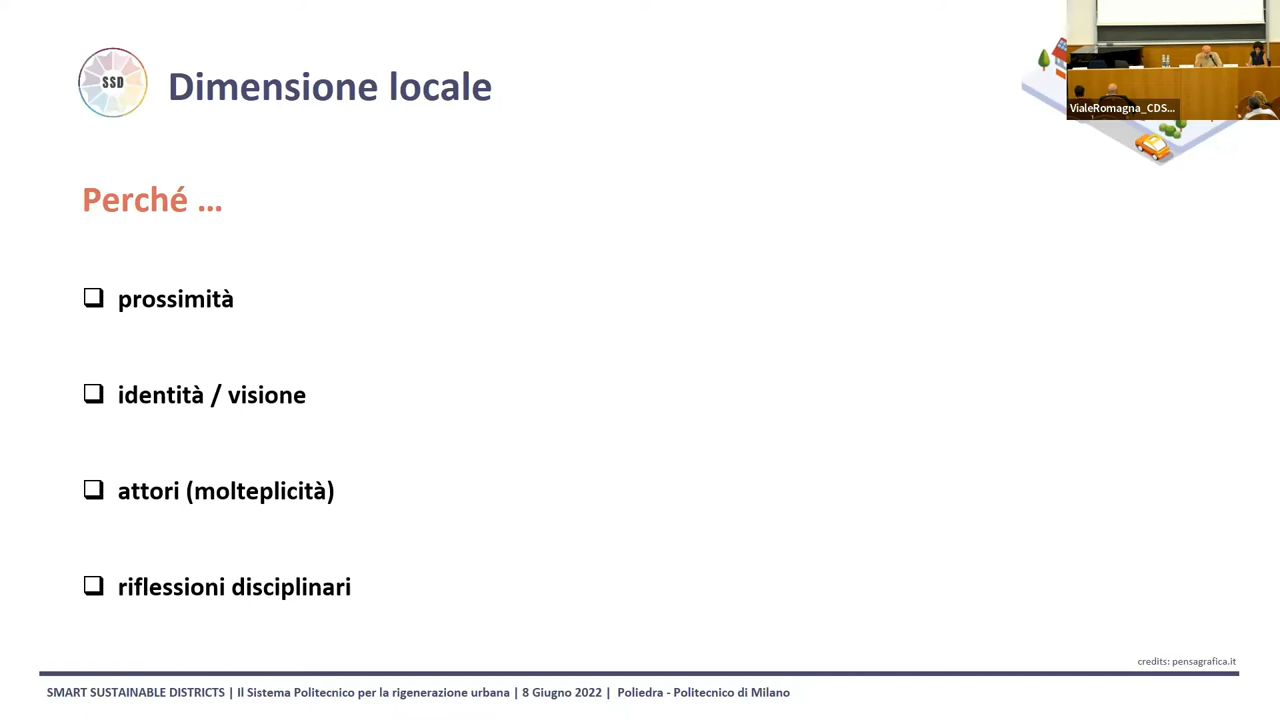 SSD
Dimensione locale
VialeRomagna_CDS...
Perché ...
prossimità
identità / visione
attori (molteplicità)
riflessioni disciplinari
credits: pensagrafica.it
SMART SUSTAINABLE DISTRICTS | Il Sistema Politecnico per la rigenerazione urbana | 8 Giugno 2022 | Poliedra - Politecnico di Milano